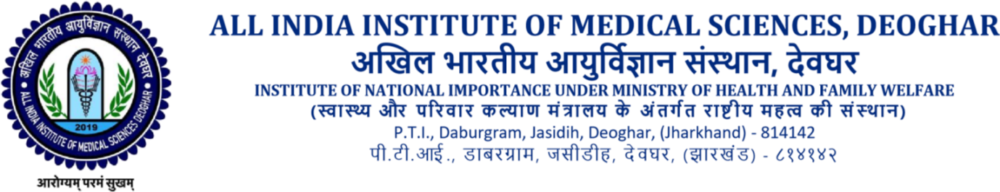 अखिल भारतीय आयुर्विज्ञान संस्थान देवघर
ALL INDIA INSTITUTE OF MEDICAL SCIENCES DEOGHAR
2019
आरोग्यम् परमं सुखम्
ALL INDIA INSTITUTE OF MEDICAL SCIENCES, DEOGHAR
अखिल भारतीय आयुर्विज्ञान संस्थान, देवघर
INSTITUTE OF NATIONAL IMPORTANCE UNDER MINISTRY OF HEALTH AND FAMILY WELFARE
(स्वास्थ्य और परिवार कल्याण मंत्रालय के अंतर्गत राष्टीय महत्व की संस्थान)
P.T.I., Daburgram, Jasidih, Deoghar, (Jharkhand) - 814142
पी.टी.आई., डाबरग्राम, जसीडीह, देवघर, (झारखंड) - ८१४१४२